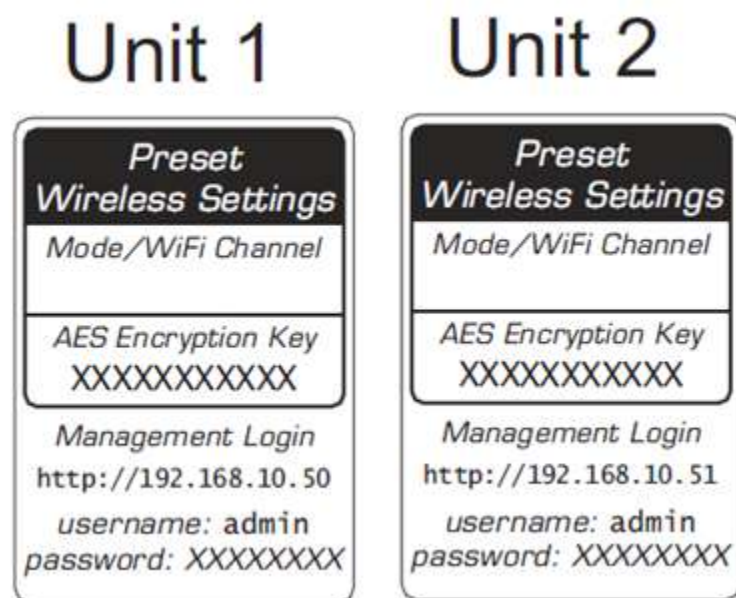 Unit 1
Preset
Wireless Settings
Mode/WiFi Channel
AES Encryption Key
XXXXXXXXXXX
Management Login
http://192.168.10.50
username: admin
password: XXXXXXXX
Unit 2
Preset
Wireless Settings
Mode/WiFi Channel
AES Encryption Key
XXXXXXXXXXX
Management Login
http://192.168.10.51
username: admin
password: XXXXXXXX